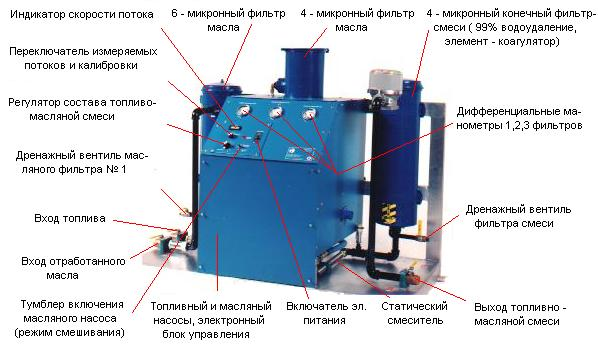 Индикатор скорости потока
6 - микронный фильтр
масла
4 - микронный фильтр
масла
4 - микронный конечный фильтр-
смеси ( 99% водоудаление,
элемент - коагулятор)
Переключатель измеряемых
потоков и калибровки
Регулятор состава топливо-
масляной смеси
Дренажный вентиль мас-
ляного фильтра № 1
Вход топлива
Вход отработанного
масла
Тумблер включения
масляного насоса
(режим смешивания)
Топливный и масляный
насосы, электронный
блок управления
Включатель эл.
питания
Статический
смеситель
Дифференциальные ма-
нометры 1,2,3 фильтров
Дренажный вентиль
фильтра смеси
Выход топливно -
масляной смеси